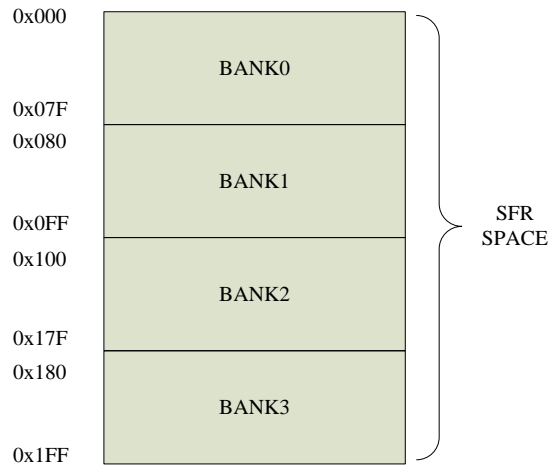 0x000
BANK0
0x07F
0x080
BANK1
0x0FF
SFR
SPACE
0x100
BANK2
0x17F
0x180
BANK3
0x1FF